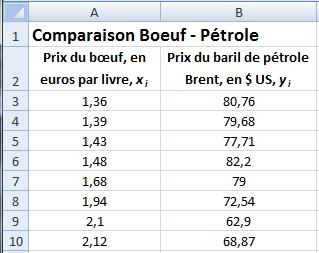 A B
1 Comparaison Boeuf - Pétrole
Prix du bœuf, en Prix du baril de pétrole
2 euros par livre, x i Brent, en $ US, y i
3 1,36 80,76
4 1,39 79,68
5 1,43 77,71
6 1,48 82,2
7 1,68 79
8 1,94 72,54
9 2,1 62,9
10 2,12 68,87